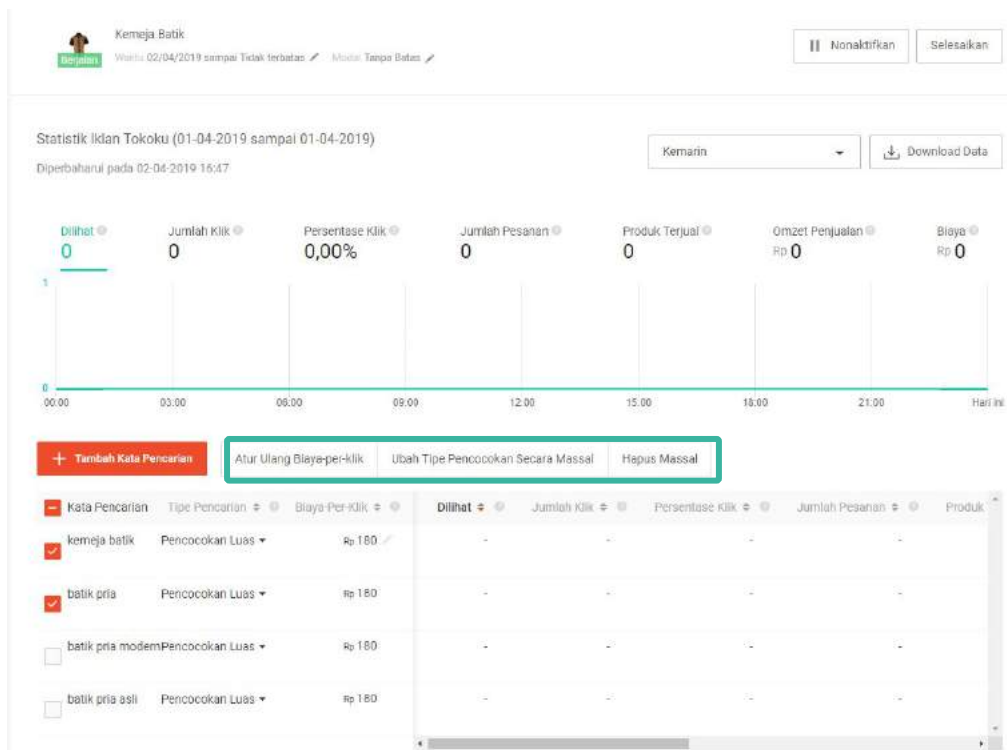 Kemeja Batik
Berjalan
Waktu 02/04/2019 sampai Tidak terbatas Modal Tanpa Batas
Nonaktifkan
Selesaikan
Statistik Iklan Tokoku (01-04-2019 sampai 01-04-2019)
Diperbaharui pada 02-04-2019 16:47
Kemarin
Download Data
Dilihat Jumlah Klik Persentase Klik Jumlah Pesanan Produk Terjual Omzet Penjualan Biaya
0 0 0,00% 0 0 Rp 0 Rp 0
1
0
00:00 03:00 06:00 09:00 12:00 15:00 18:00 21:00 Hari ini
+ Tambah Kata Pencarian Atur Ulang Biaya-per-klik Ubah Tipe Pencocokan Secara Massal Hapus Massal
Kata Pencarian Tipe Pencarian Biaya-Per-Klik Dilihat Jumlah Klik Persentase Klik Jumlah Pesanan Produk
kemeja batik Pencocokan Luas Rp 180 - - - -
batik pria Pencocokan Luas Rp 180 - - - -
batik pria modern Pencocokan Luas Rp 180 - - - -
batik pria asli Pencocokan Luas Rp 180 - - - -